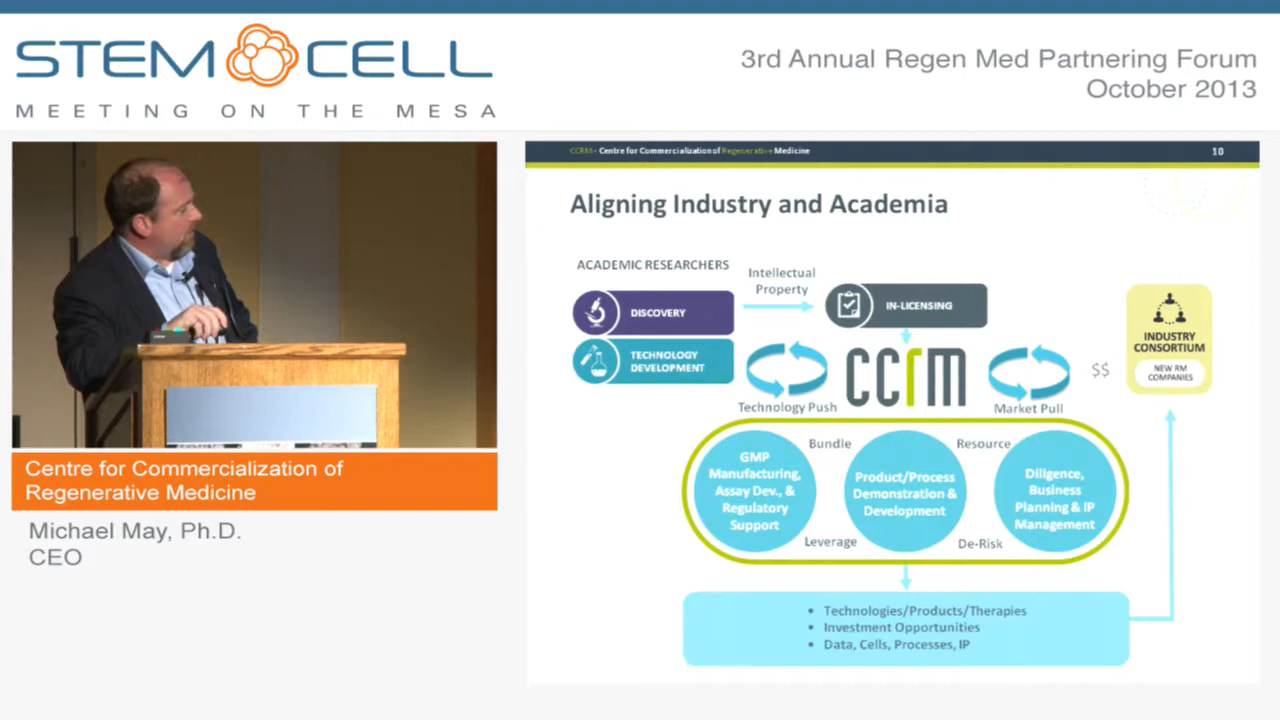 STEM CELL
MEETING ON THE MESA
3rd Annual Regen Med Partnering Forum
October 2013
Centre for Commercialization of
Regenerative Medicine
Michael May, Ph.D.
CEO
CCRM - Centre for Commercialization of Regenerative Medicine
10
Aligning Industry and Academia
ACADEMIC RESEARCHERS
Intellectual
Property
DISCOVERY
IN-LICENSING
TECHNOLOGY
DEVELOPMENT
CCRM
INDUSTRY
CONSORTIUM
NEW RM
COMPANIES
$$
Technology Push
Market Pull
Bundle
Resource
GMP
Manufacturing,
Assay Dev., &
Regulatory
Support
Product/Process
Demonstration &
Development
Diligence,
Business
Planning & IP
Management
Leverage
De-Risk
• Technologies/Products/Therapies
• Investment Opportunities
• Data, Cells, Processes, IP